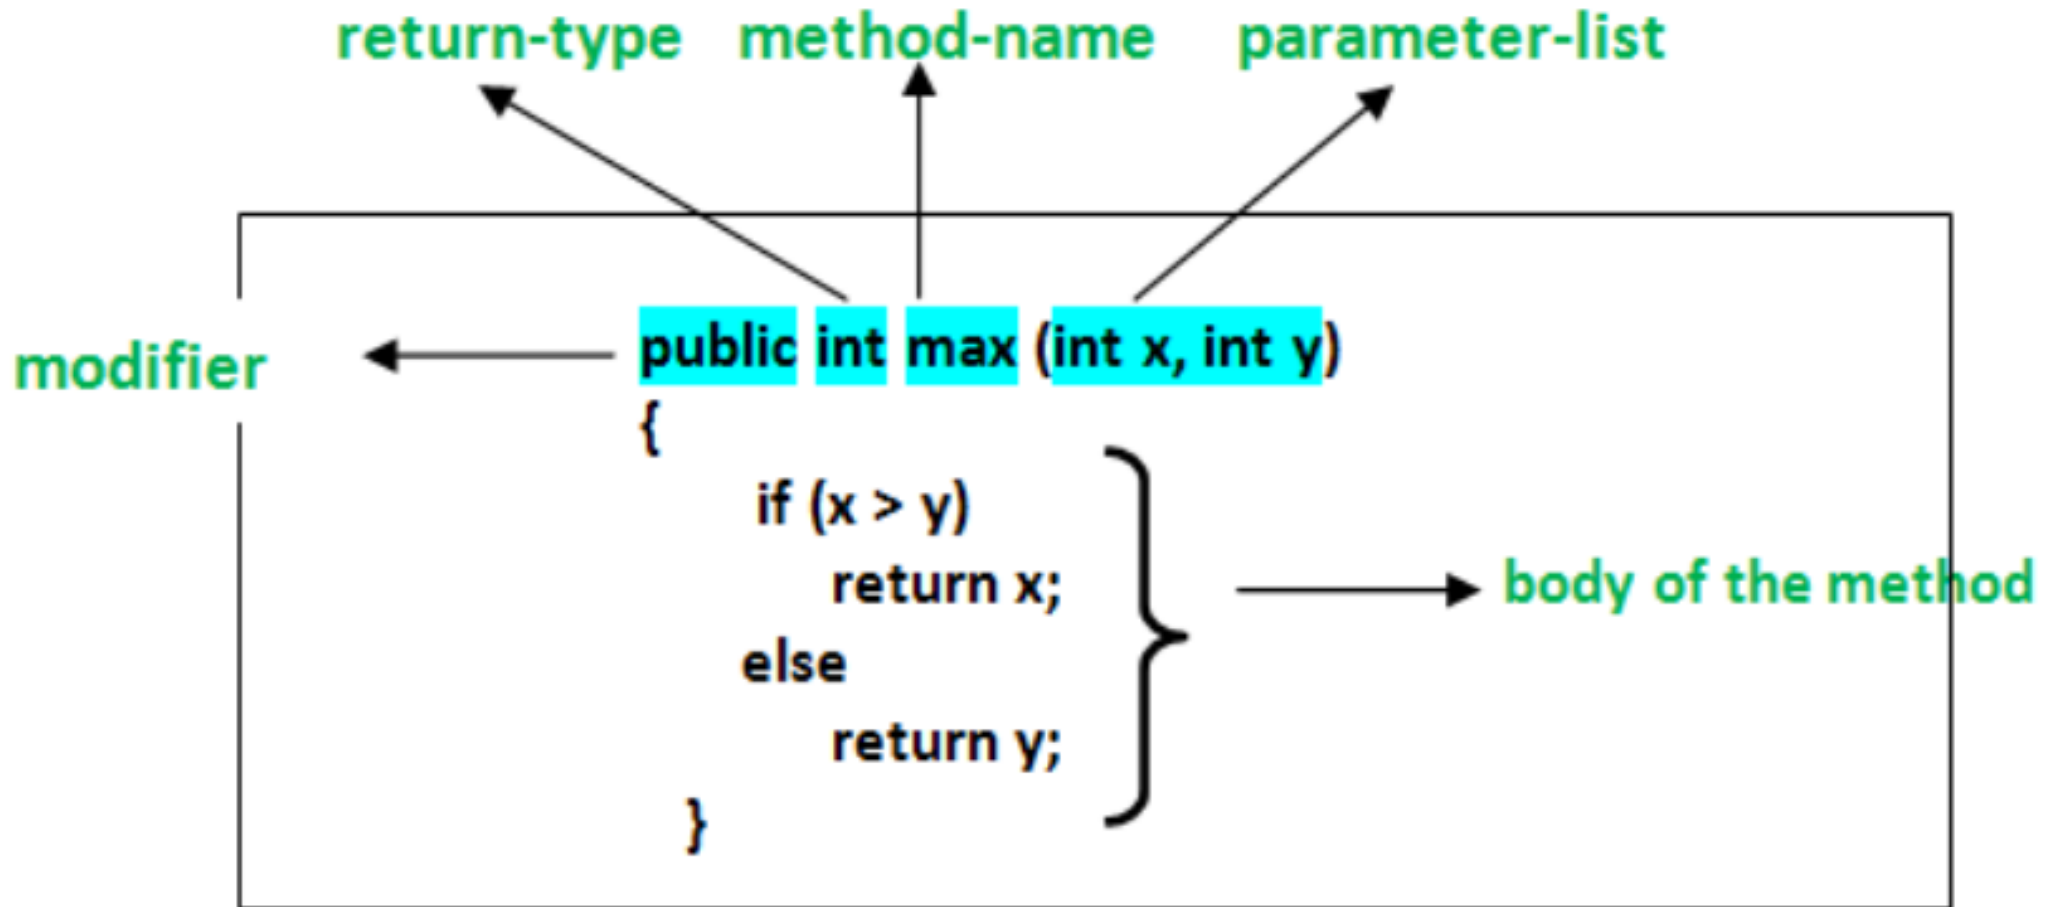 return-type method-name parameter-list
modifier public int max (int x, int y)
{
if (x > y)
return x;
body of the method
else
return y;
}